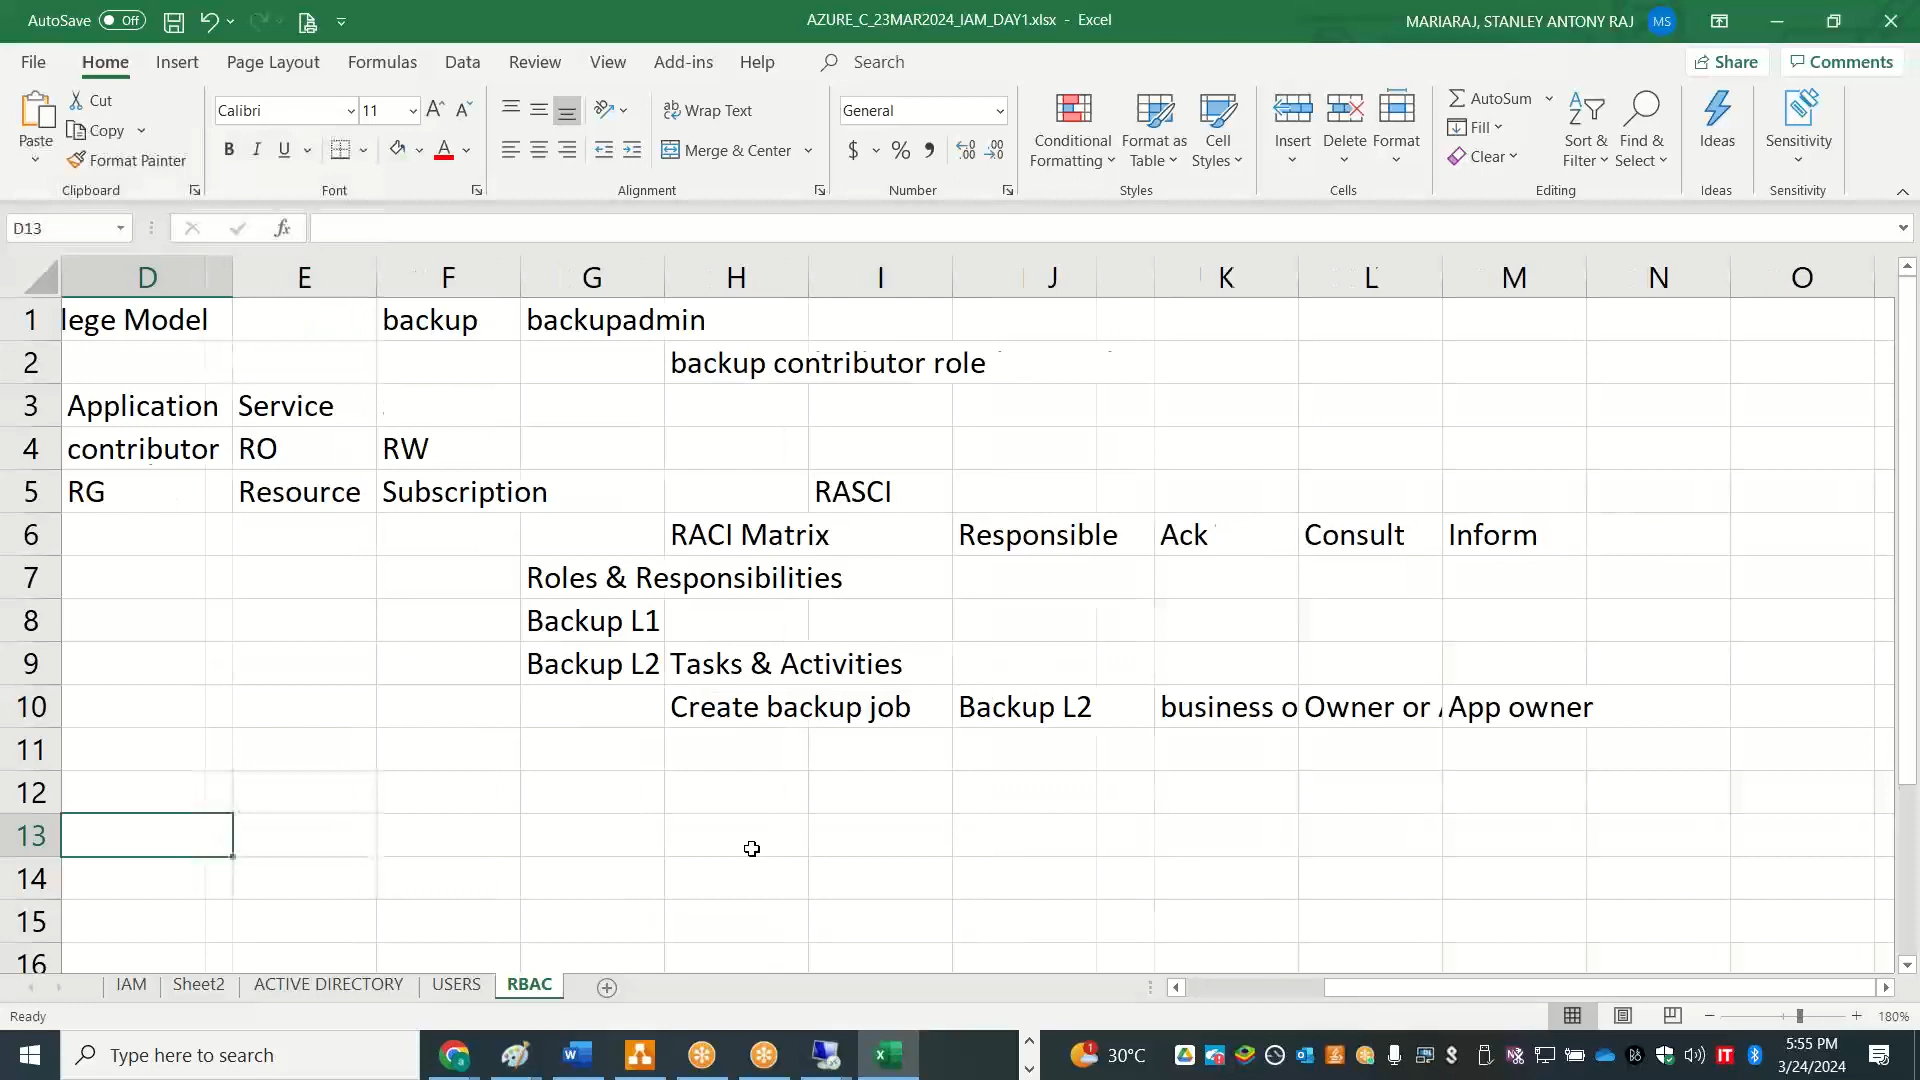 AutoSave Off AZURE_C_23MAR2024_IAM_DAY1.xlsx - Excel MARIARAJ, STANLEY ANTONY RAJ MS
File Home Insert Page Layout Formulas Data Review View Add-ins Help Search Share Comments
Cut Copy Format Painter Paste Clipboard
Calibri 11 B I U A Font
Wrap Text Merge & Center Alignment
General $ % Number
Conditional Formatting Format as Table Cell Styles Styles
Insert Delete Format Cells
AutoSum Fill Clear Sort & Filter Find & Select Editing
Ideas Ideas
Sensitivity Sensitivity
D13 fx
D E F G H I J K L M N O
1 lege Model backup backupadmin
2 backup contributor role
3 Application Service
4 contributor RO RW
5 RG Resource Subscription RASCI
6 RACI Matrix Responsible Ack Consult Inform
7 Roles & Responsibilities
8 Backup L1
9 Backup L2 Tasks & Activities
10 Create backup job Backup L2 business o Owner or App owner
11
12
13
14
15
16
IAM Sheet2 ACTIVE DIRECTORY USERS RBAC
Ready 180%
Type here to search 30°C 5:55 PM
3/24/2024